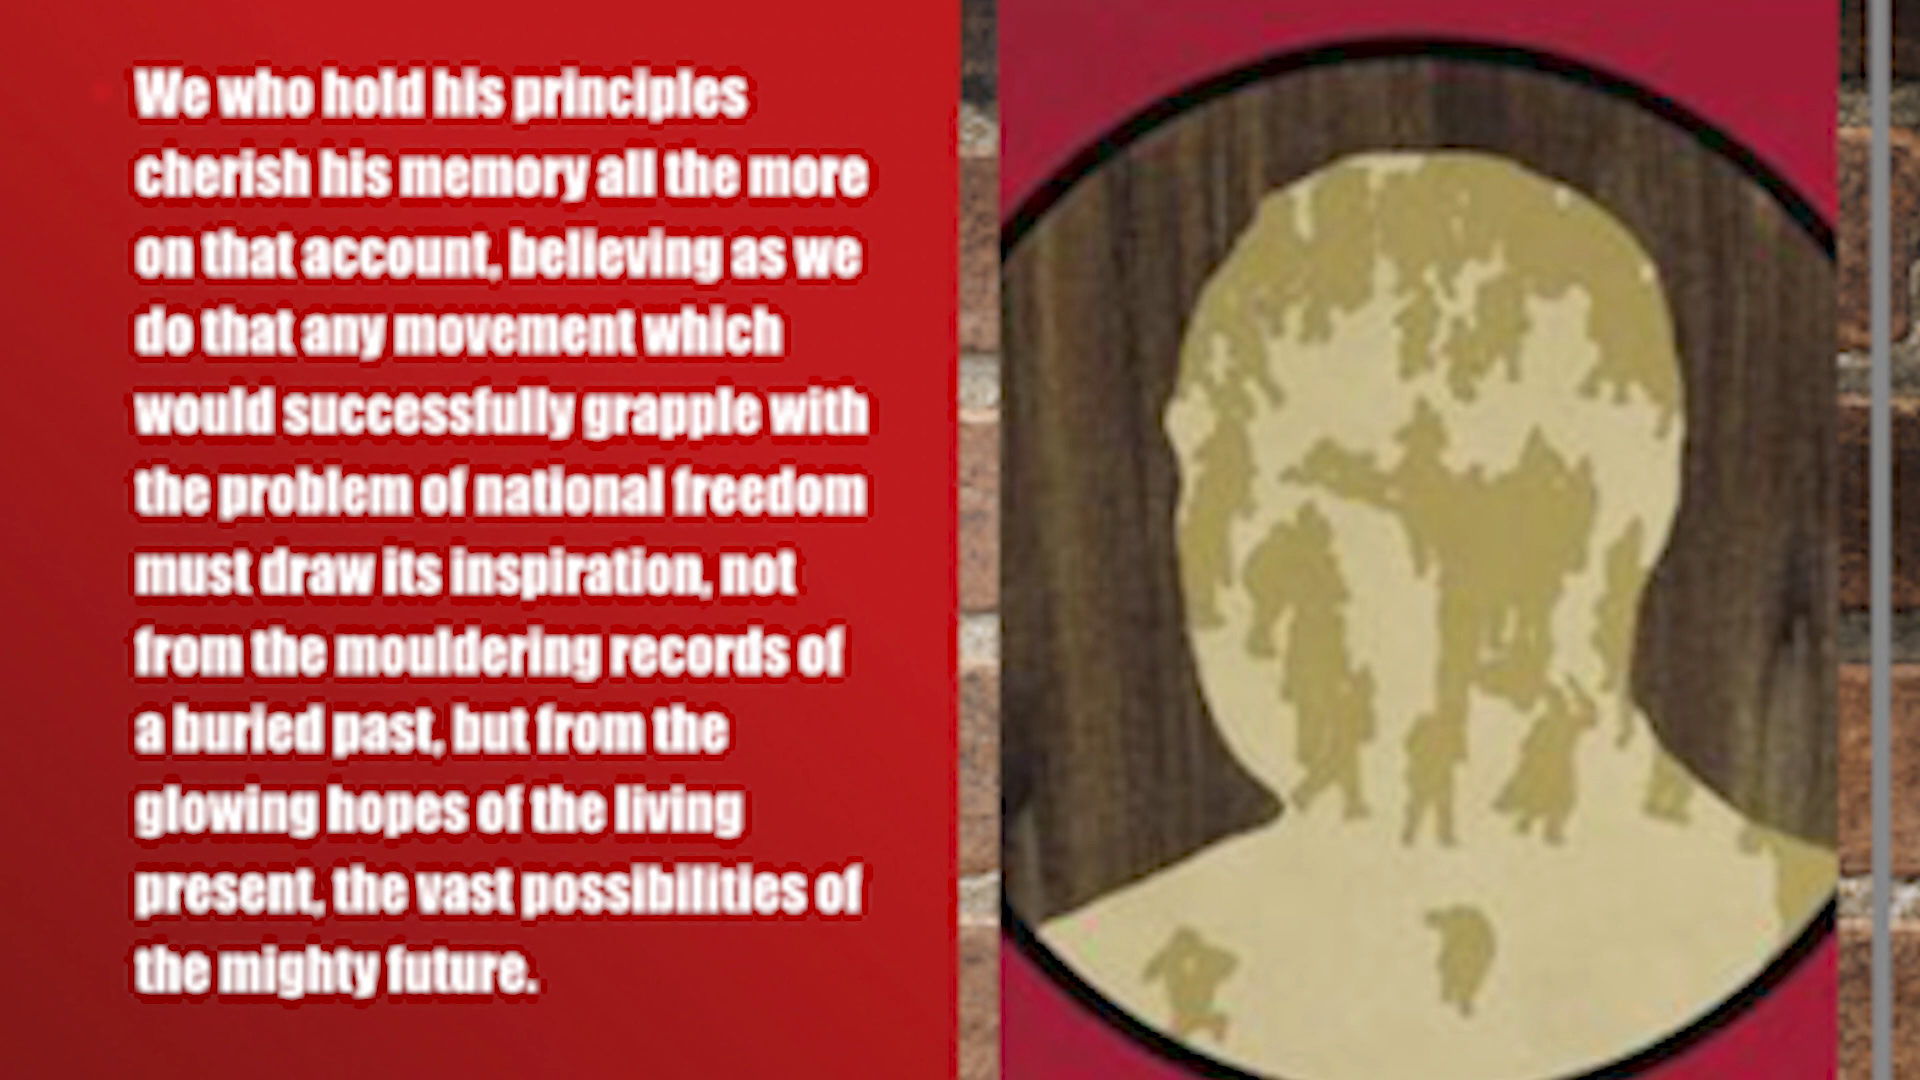 We who hold his principles
cherish his memory all the more
on that account, believing as we
do that any movement which
would successfully grapple with
the problem of national freedom
must draw its inspiration, not
from the mouldering records of
a buried past, but from the
glowing hopes of the living
present, the vast possibilities of
the mighty future.